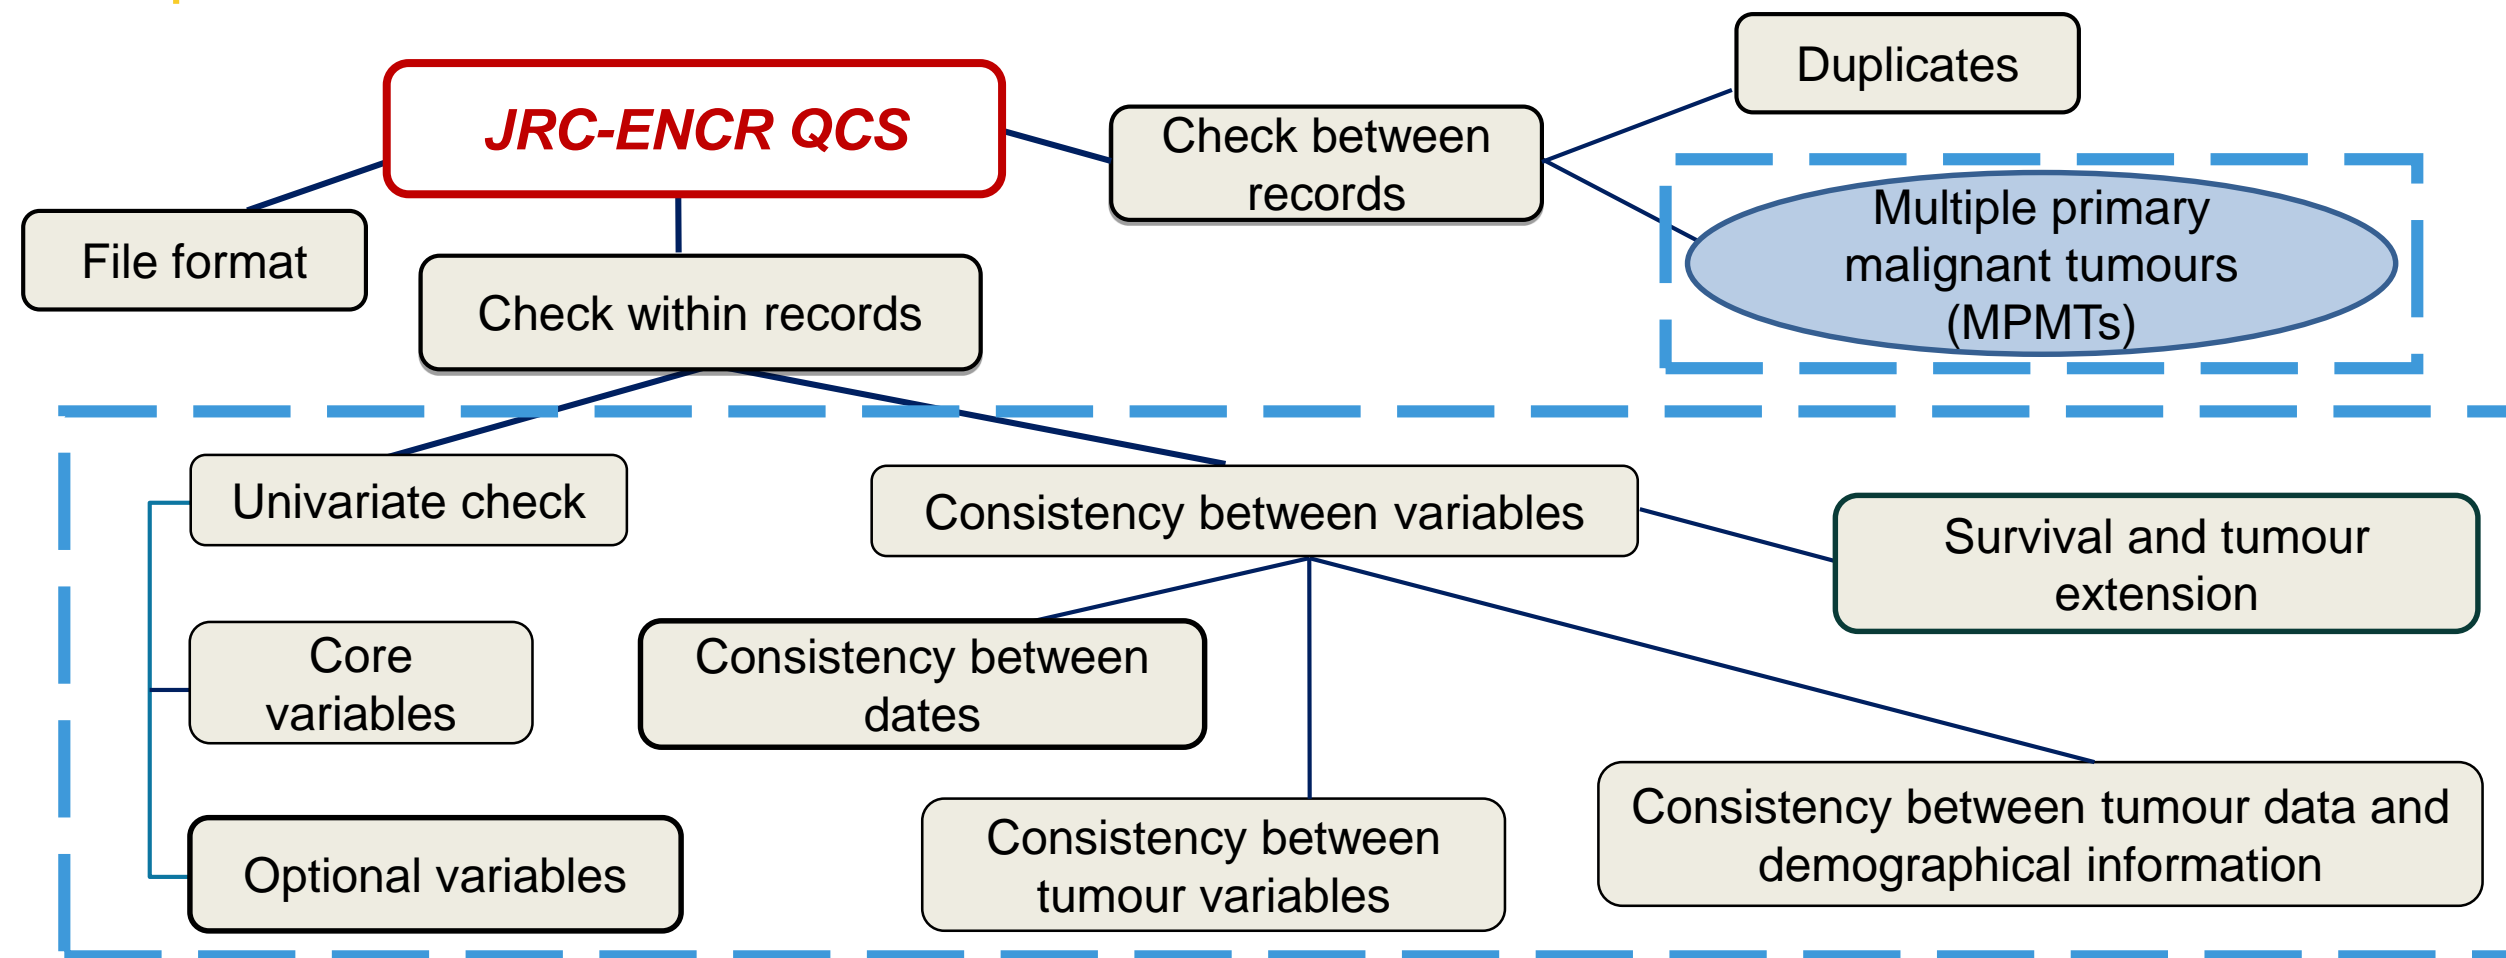 JRC-ENCR QCS
Duplicates
Check between
records
Multiple primary
malignant tumours
(MPMTs)
File format
Check within records
Univariate check
Consistency between variables
Survival and tumour
extension
Core
variables
Consistency between
dates
Optional variables
Consistency between
tumour variables
Consistency between tumour data and
demographical information